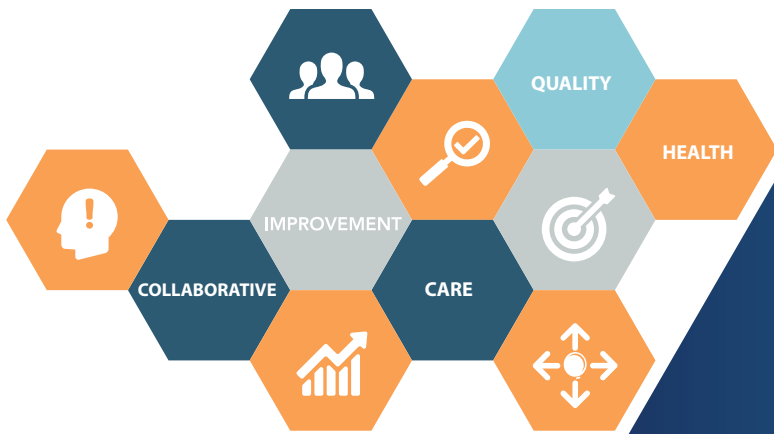 QUALITY
HEALTH
IMPROVEMENT
COLLABORATIVE
CARE